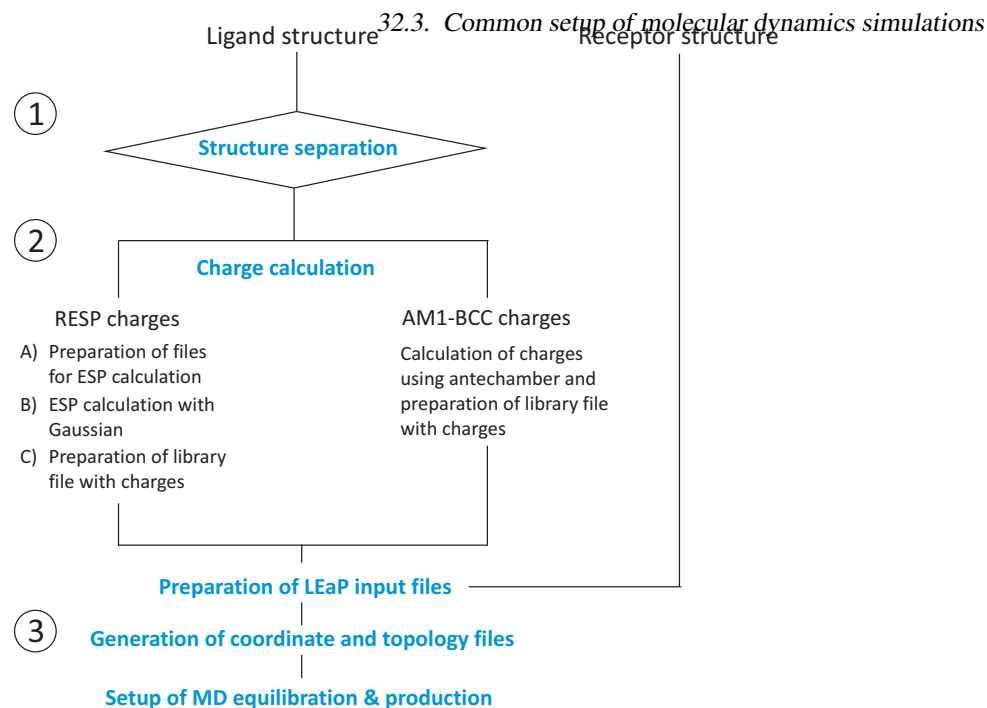 32.3. Common setup of molecular dynamics simulations
Ligand structure
Receptor structure
1
Structure separation
2
Charge calculation
RESP charges
A) Preparation of files
for ESP calculation
B) ESP calculation with
Gaussian
C) Preparation of library
file with charges
AM1-BCC charges
Calculation of charges
using antechamber and
preparation of library file
with charges
Preparation of LEaP input files
3
Generation of coordinate and topology files
Setup of MD equilibration & production